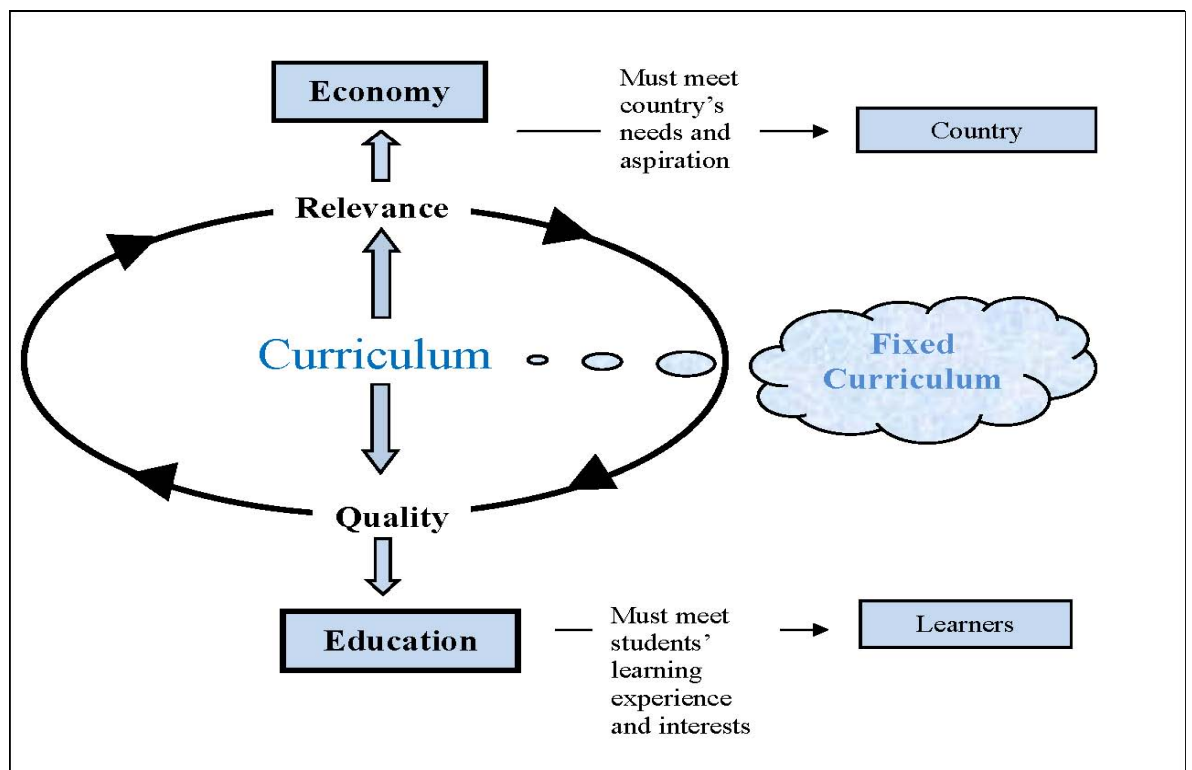 Economy
Must meet
country's
needs and
aspiration
Country
Relevance
Curriculum
Fixed
Curriculum
Quality
Education
Must meet
students'
learning
experience
and interests
Learners